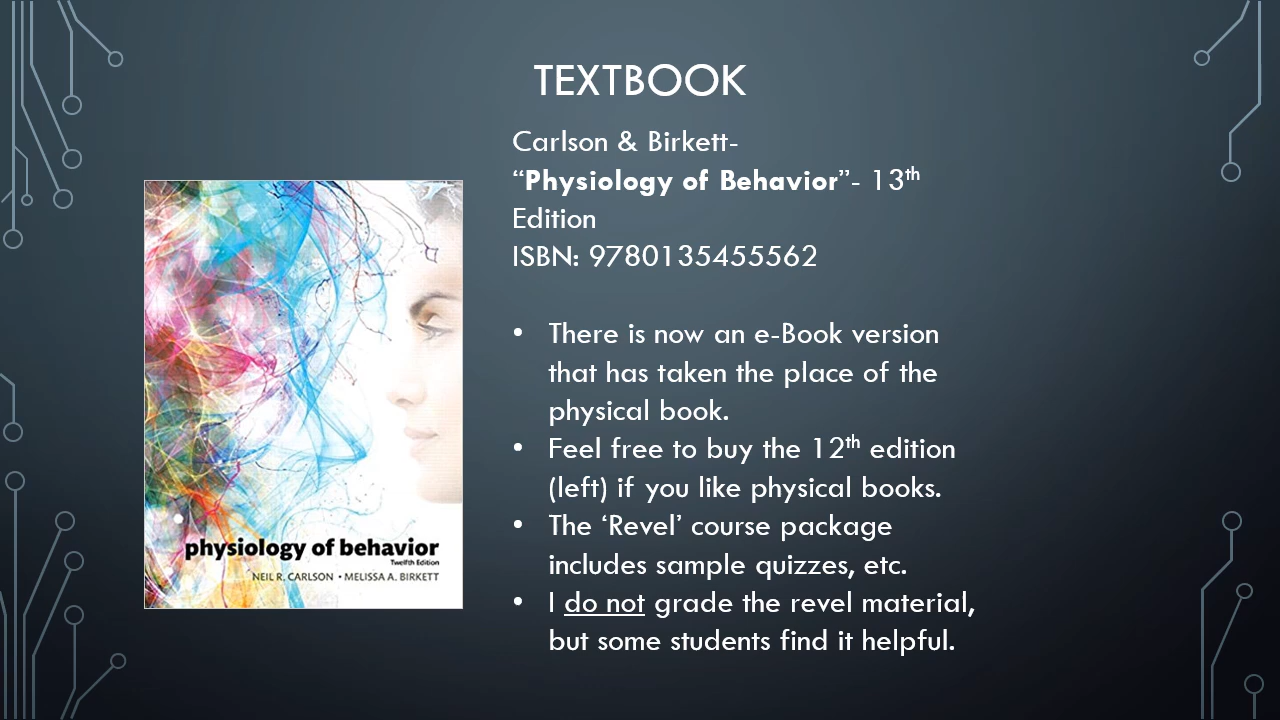 TEXTBOOK
Carlson & Birkett-
“Physiology of Behavior”- 13th
Edition
ISBN: 9780135455562
• There is now an e-Book version
that has taken the place of the
physical book.
• Feel free to buy the 12th edition
(left) if you like physical books.
• The ‘Revel’ course package
includes sample quizzes, etc.
• I do not grade the revel material,
but some students find it helpful.
physiology of behavior
Twelfth Edition
NEIL R. CARLSON • MELISSA A. BIRKETT